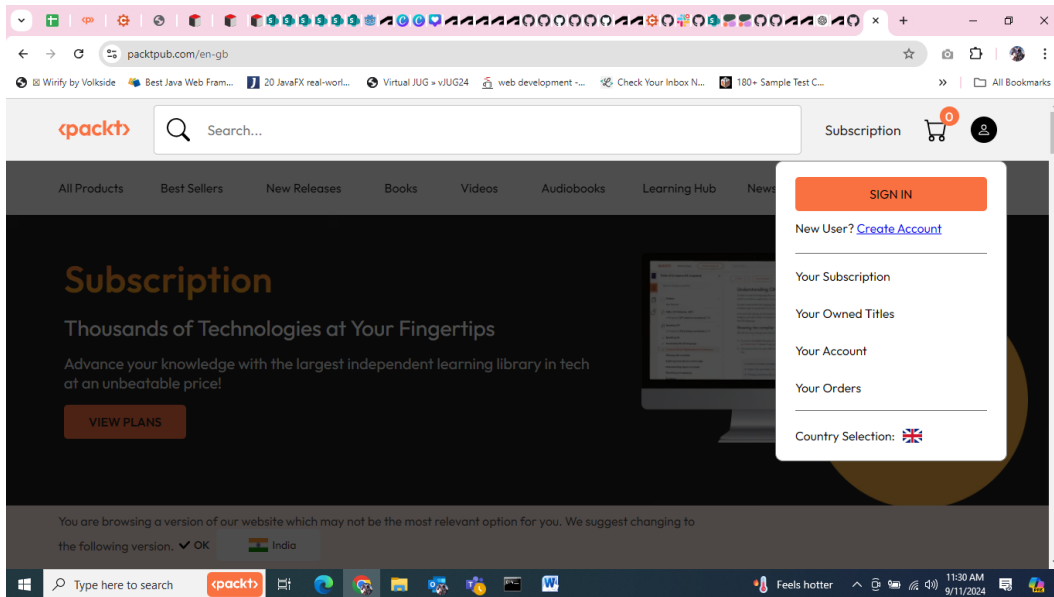 packtpub.com/en-gb
Wirify by Volkside Best Java Web Fram... 20 JavaFX real-worl... Virtual JUG » vJUG24 web development -... Check Your Inbox N... 180+ Sample Test C... » All Bookmarks
<packt> Search... Subscription 0
All Products Best Sellers New Releases Books Videos Audiobooks Learning Hub News
SIGN IN
New User? Create Account
Your Subscription
Your Owned Titles
Your Account
Your Orders
Country Selection:
Subscription
Thousands of Technologies at Your Fingertips
Advance your knowledge with the largest independent learning library in tech
at an unbeatable price!
VIEW PLANS
You are browsing a version of our website which may not be the most relevant option for you. We suggest changing to
the following version. OK India
Type here to search <packt> Feels hotter 11:30 AM
9/11/2024